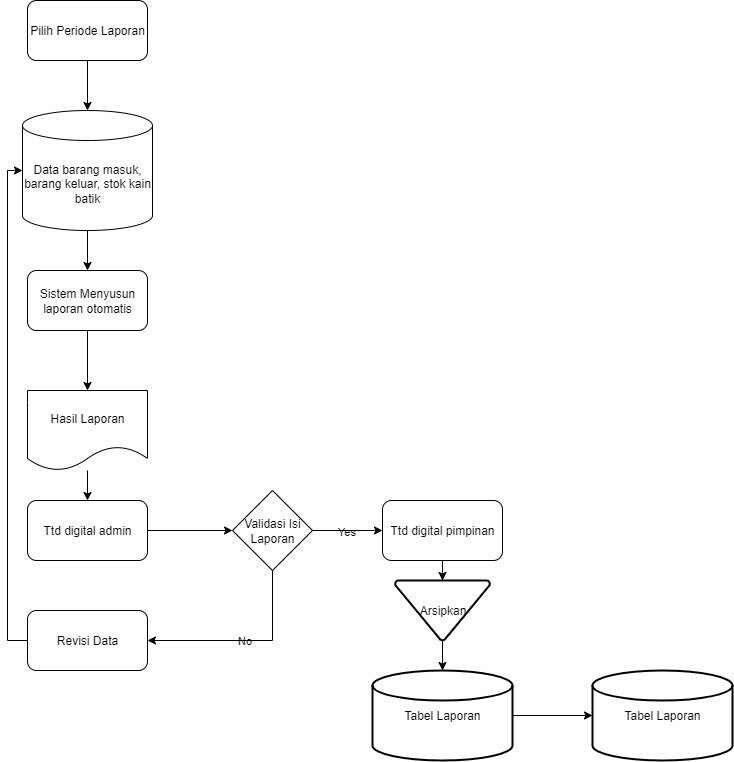 Pilih Periode Laporan
Data barang masuk,
barang keluar, stok kain
batik
Sistem Menyusun
laporan otomatis
Hasil Laporan
Ttd digital admin
Validasi Isi
Laporan
Yes
Ttd digital pimpinan
Arsipkan
Revisi Data
No
Tabel Laporan
Tabel Laporan